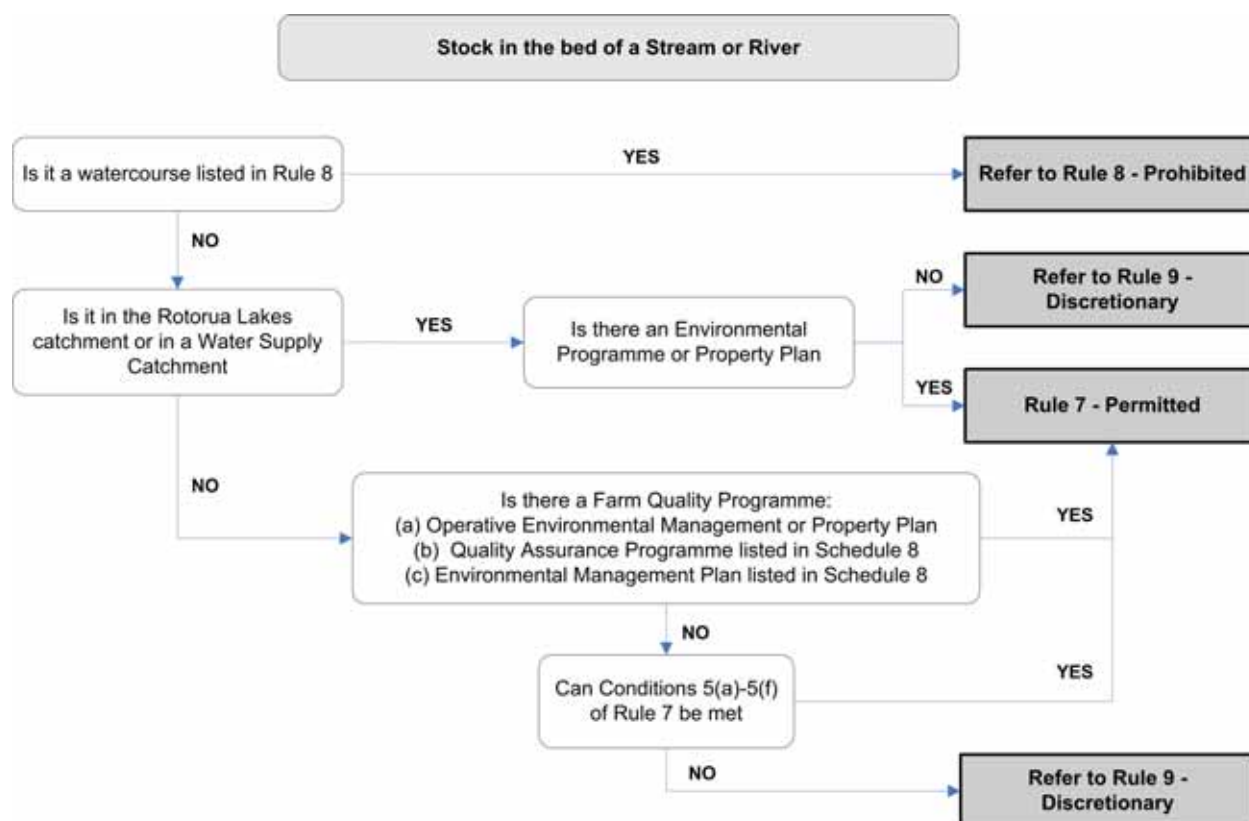 Stock in the bed of a Stream or River
Is it a watercourse listed in Rule 8
YES
Refer to Rule 8 - Prohibited
NO
Is it in the Rotorua Lakes
catchment or in a Water Supply
Catchment
YES
Is there an Environmental
Programme or Property Plan
NO
Refer to Rule 9 -
Discretionary
YES
Rule 7 - Permitted
NO
Is there a Farm Quality Programme:
(a) Operative Environmental Management or Property Plan
(b) Quality Assurance Programme listed in Schedule 8
(c) Environmental Management Plan listed in Schedule 8
YES
NO
Can Conditions 5(a)-5(f)
of Rule 7 be met
YES
NO
Refer to Rule 9 -
Discretionary